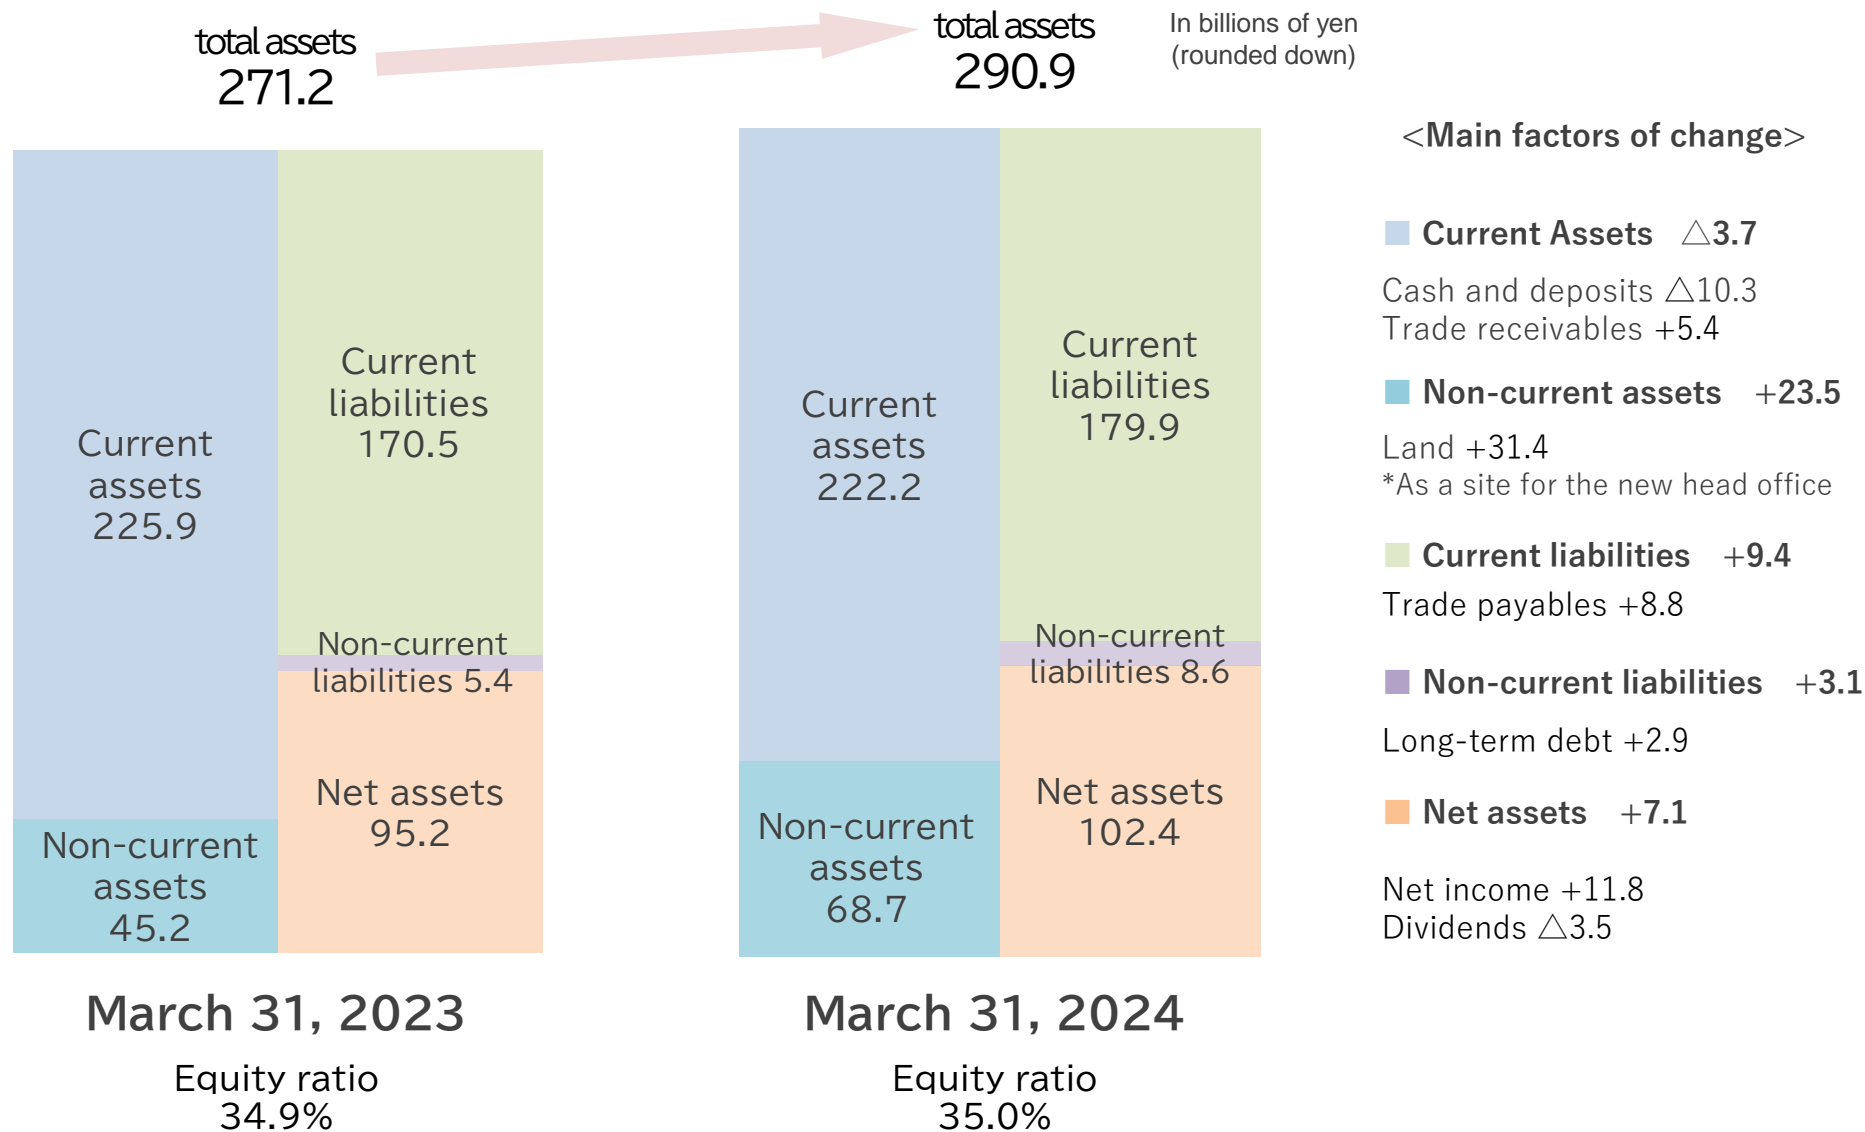 total assets
271.2
total assets
290.9
In billions of yen
(rounded down)
Current
assets
225.9
Non-current
assets
45.2
Current
liabilities
170.5
Non-current
liabilities 5.4
Net assets
95.2
March 31, 2023
Equity ratio
34.9%
Current
assets
222.2
Non-current
assets
68.7
Current
liabilities
179.9
Non-current
liabilities 8.6
Net assets
102.4
March 31, 2024
Equity ratio
35.0%
<Main factors of change>
Current Assets △3.7
Cash and deposits △10.3
Trade receivables +5.4
Non-current assets +23.5
Land +31.4
*As a site for the new head office
Current liabilities +9.4
Trade payables +8.8
Non-current liabilities +3.1
Long-term debt +2.9
Net assets +7.1
Net income +11.8
Dividends △3.5